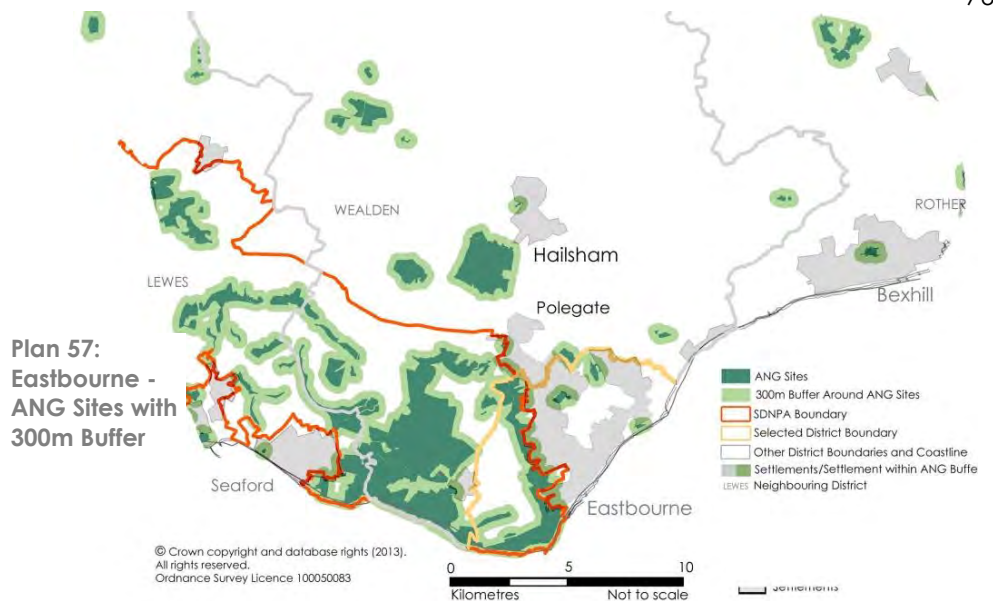 WEALDEN
ROTHER
Hailsham
LEWES
Bexhill
Polegate
Plan 57:
Eastbourne -
ANG Sites with
300m Buffer
ANG Sites
300m Buffer Around ANG Sites
SDNPA Boundary
Selected District Boundary
Other District Boundaries and Coastline
Settlements/Settlement within ANG Buffe
LEWES Neighbouring District
Seaford
Eastbourne
© Crown copyright and database rights (2013).
All rights reserved.
Ordnance Survey Licence 100050083
0 5 10
Kilometres Not to scale